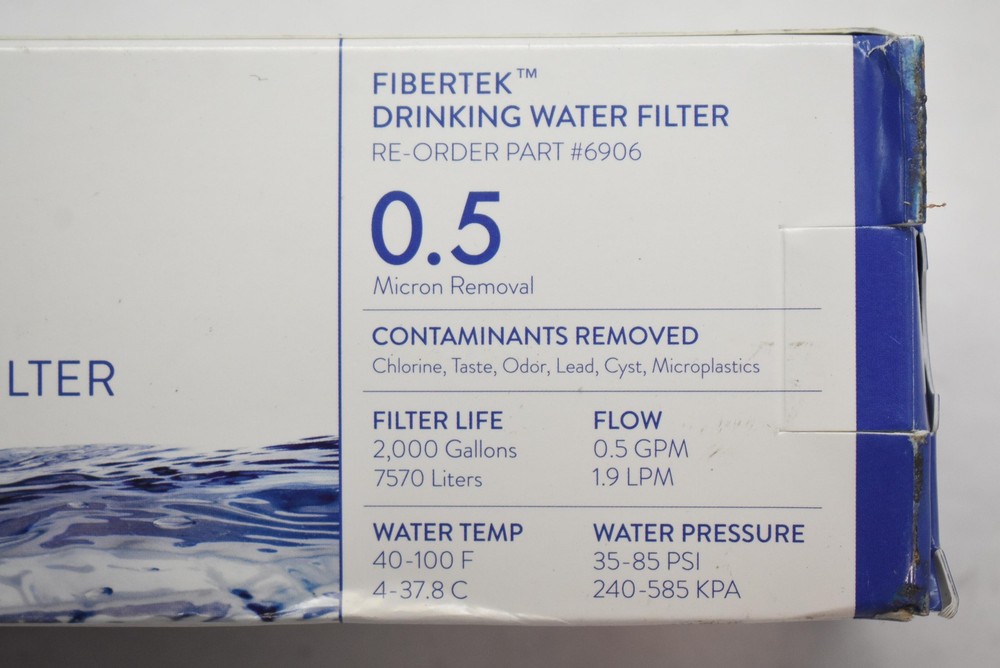 FIBERTEK™
DRINKING WATER FILTER
RE-ORDER PART #6906
0.5
Micron Removal
CONTAMINANTS REMOVED
Chlorine, Taste, Odor, Lead, Cyst, Microplastics
LTER
FILTER LIFE
2,000 Gallons
7570 Liters
FLOW
0.5 GPM
1.9 LPM
WATER TEMP
40-100 F
4-37.8 C
WATER PRESSURE
35-85 PSI
240-585 KPA